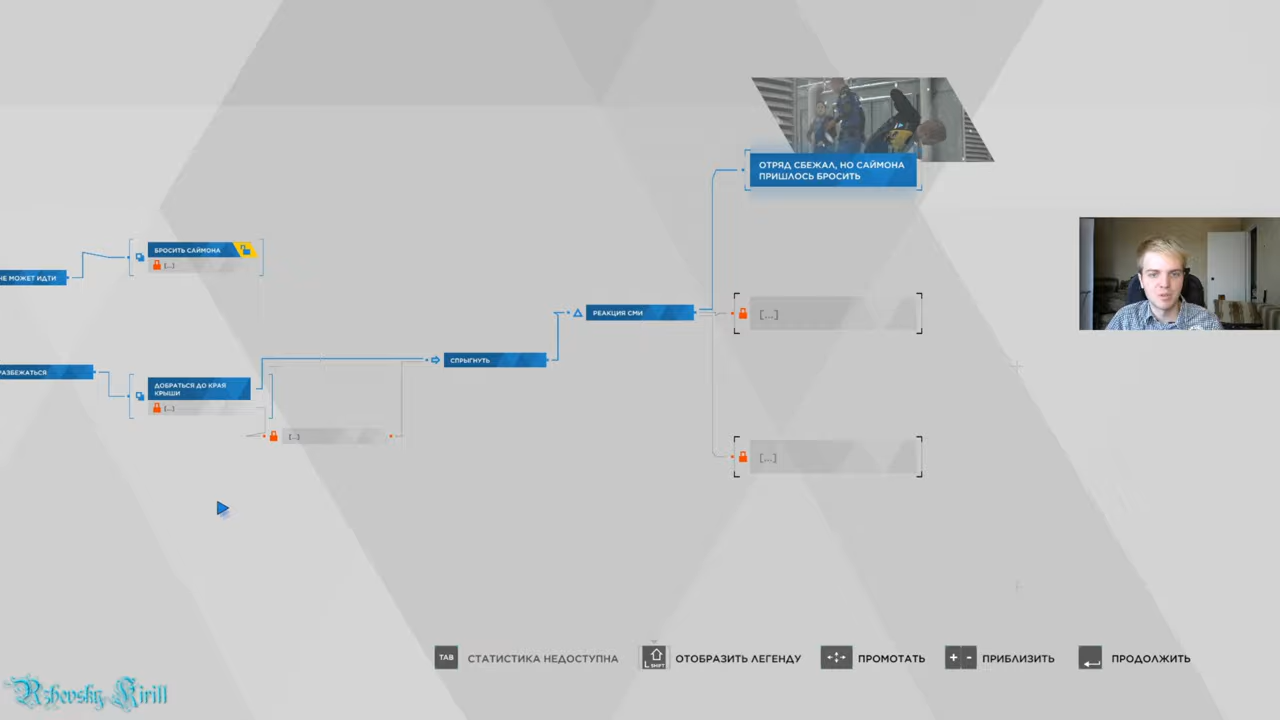 ОТРЯД СБЕЖАЛ, НО САЙМОНА
ПРИШЛОСЬ БРОСИТЬ
БРОСИТЬ САЙМОНА
[...]
НЕ МОЖЕТ ИДТИ
РЕАКЦИЯ СМИ
[...]
СПРЫГНУТЬ
РАЗБЕЖАТЬСЯ
ДОБРАТЬСЯ ДО КРАЯ
КРЫШИ
[...]
[...]
[...]
TAB СТАТИСТИКА НЕДОСТУПНА
L SHIFT ОТОБРАЗИТЬ ЛЕГЕНДУ
ПРОМОТАТЬ
+ - ПРИБЛИЗИТЬ
ПРОДОЛЖИТЬ
Rzhevsky Kirill